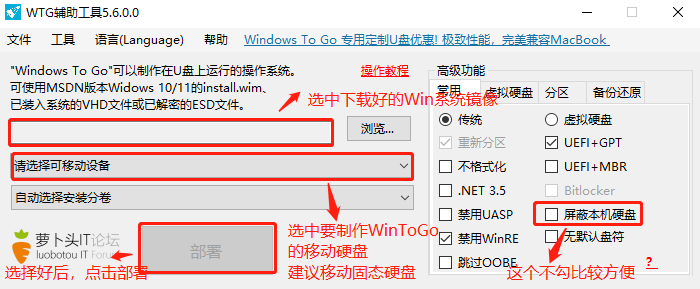 WTG辅助工具5.6.0.0
文件 工具 语言(Language) 帮助 Windows To Go 专用定制U盘优惠! 极致性能，完美兼容MacBook
"Windows To Go"可以制作在U盘上运行的操作系统。
可使用MSDN版本Widows 10/11的install.wim、
已装入系统的VHD文件或已解密的ESD文件。
操作教程
选中下载好的Win系统镜像
浏览...
请选择可移动设备
自动选择安装分卷
选中要制作WinToGo
的移动硬盘
建议移动固态硬盘
萝卜头IT论坛
luobotou IT Forum
部署
选择好后，点击部署
高级功能
常用 虚拟硬盘 分区 备份还原
传统 虚拟硬盘
重新分区 UEFI+GPT
不格式化 UEFI+MBR
.NET 3.5 Bitlocker
禁用UASP 屏蔽本机硬盘
禁用WinRE 无默认盘符
跳过OOBE ?
这个不勾比较方便